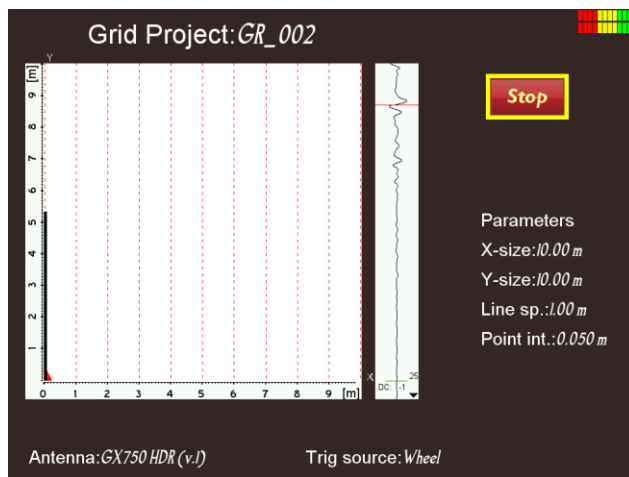 Grid Project:GR_002
Y
[m]
9
8
7
6
5
4
3
2
1
0 1 2 3 4 5 6 7 8 9 [m]
X
25
DC: -1
Stop
Parameters
X-size:10.00 m
Y-size:10.00 m
Line sp.:1.00 m
Point int.:0.050 m
Antenna:GX750 HDR (v.1)
Trig source:Wheel